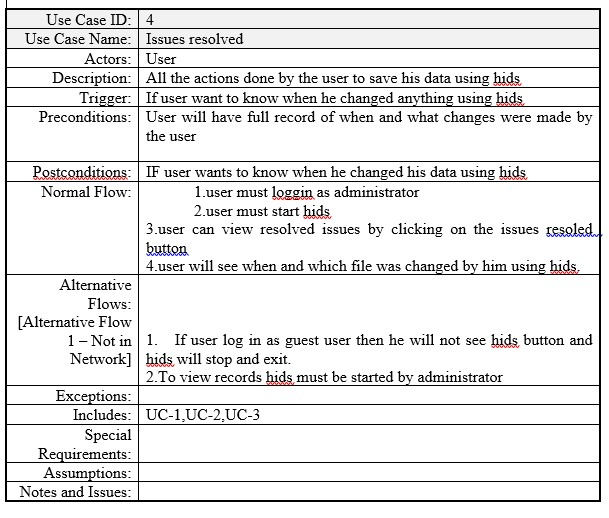 Use Case ID: 4
Use Case Name: Issues resolved
Actors: User
Description: All the actions done by the user to save his data using hids
Trigger: If user want to know when he changed anything using hids
Preconditions: User will have full record of when and what changes were made by
the user
Postconditions: IF user wants to know when he changed his data using hids
Normal Flow: 1.user must loggin as administrator
2.user must start hids
3.user can view resolved issues by clicking on the issues resoled
button
4.user will see when and which file was changed by him using hids.
Alternative
Flows:
[Alternative Flow
1 – Not in
Network]
1. If user log in as guest user then he will not see hids button and
hids will stop and exit.
2.To view records hids must be started by administrator
Exceptions:
Includes: UC-1,UC-2,UC-3
Special
Requirements:
Assumptions:
Notes and Issues: